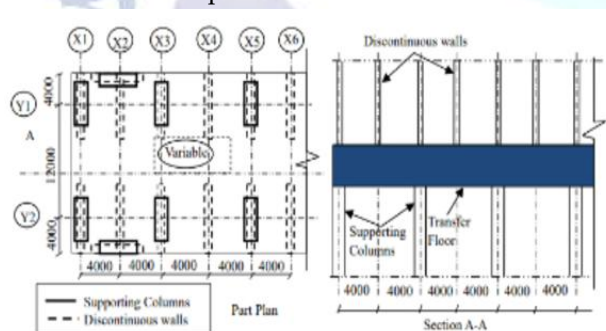 X1 X2 X3 X4 X5 X6
Y1
4000
A
Variable
12000
Y2
4000
4000 4000 4000 4000 4000
Supporting Columns
Discontinuous walls
Part Plan
Discontinuous walls
Supporting
Columns
Transfer
Floor
4000 4000 4000 4000 4000 4000
Section A-A